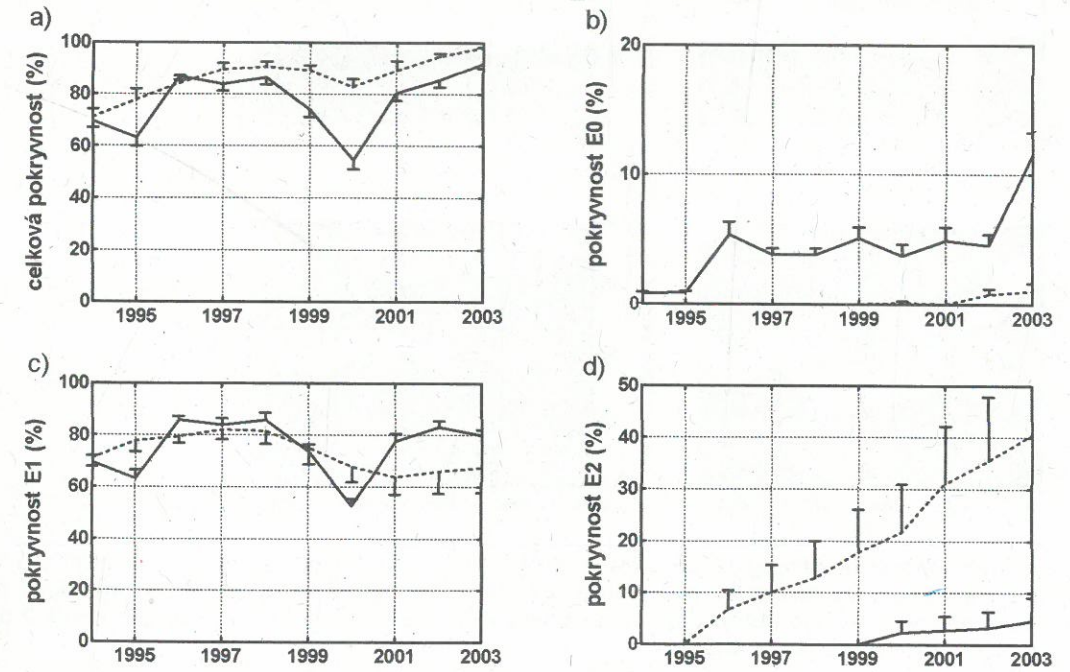 a)
celková pokryvnost (%)
100
80
60
40
20
0
1995 1997 1999 2001 2003
b)
pokryvnost E0 (%)
20
10
0
1995 1997 1999 2001 2003
c)
pokryvnost E1 (%)
100
80
60
40
20
0
1995 1997 1999 2001 2003
d)
pokryvnost E2 (%)
50
40
30
20
10
0
1995 1997 1999 2001 2003